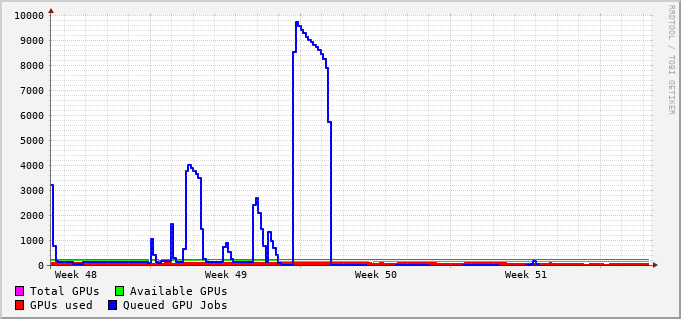 RRDTOOL / TOBI OETIKER
10000
9000
8000
7000
6000
5000
4000
3000
2000
1000
0
Week 48 Week 49 Week 50 Week 51
Total GPUs Available GPUs
GPUs used Queued GPU Jobs